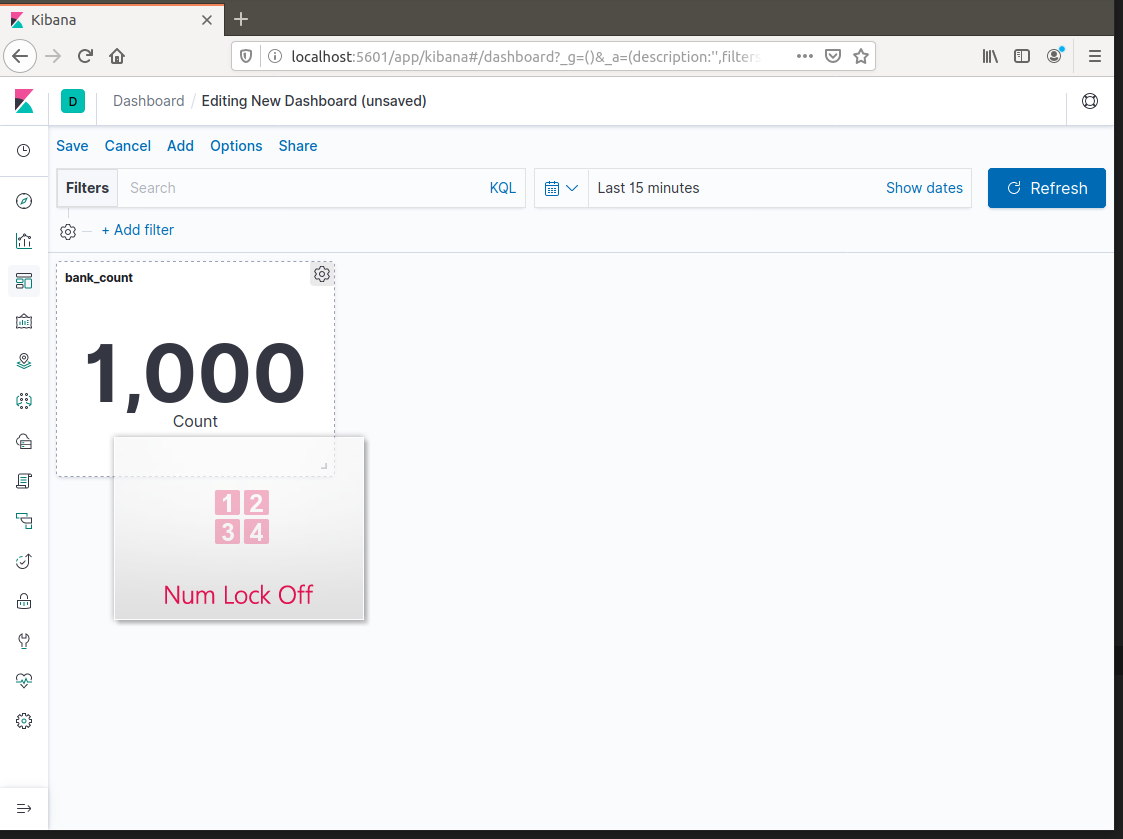 Kibana
localhost:5601/app/kibana#/dashboard?_g=()&_a=(description:'',filters
D
Dashboard / Editing New Dashboard (unsaved)
Save Cancel Add Options Share
Filters Search KQL Last 15 minutes Show dates Refresh
+ Add filter
bank_count
1,000
Count
1 2
3 4
Num Lock Off